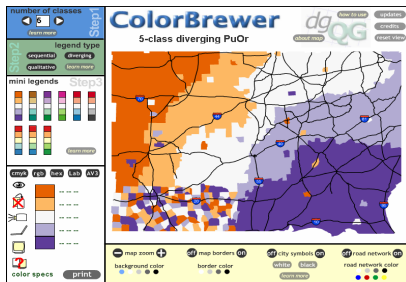 number of classes
6
learn more
Step1
Step2
legend type
sequential
diverging
qualitative
learn more
mini legends
Step3
learn more
cmyk
rgb
hex
Lab
AV3
color specs
print
ColorBrewer
5-class diverging PuOr
dg
QG
how to use
about map
updates
credits
reset view
map zoom
off map borders on
off city symbols on
off road network on
background color
border color
white
black
learn more
road network color